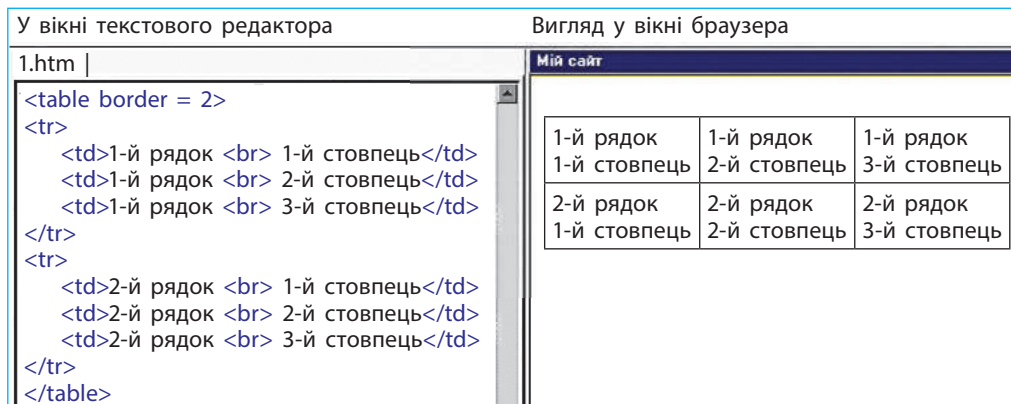 У вікні текстового редактора
1.htm |
<table border = 2>
<tr>
<td>1-й рядок <br> 1-й стовпець</td>
<td>1-й рядок <br> 2-й стовпець</td>
<td>1-й рядок <br> 3-й стовпець</td>
</tr>
<tr>
<td>2-й рядок <br> 1-й стовпець</td>
<td>2-й рядок <br> 2-й стовпець</td>
<td>2-й рядок <br> 3-й стовпець</td>
</tr>
</table>
Вигляд у вікні браузера
Мій сайт
1-й рядок 1-й рядок 1-й рядок
1-й стовпець 2-й стовпець 3-й стовпець
2-й рядок 2-й рядок 2-й рядок
1-й стовпець 2-й стовпець 3-й стовпець